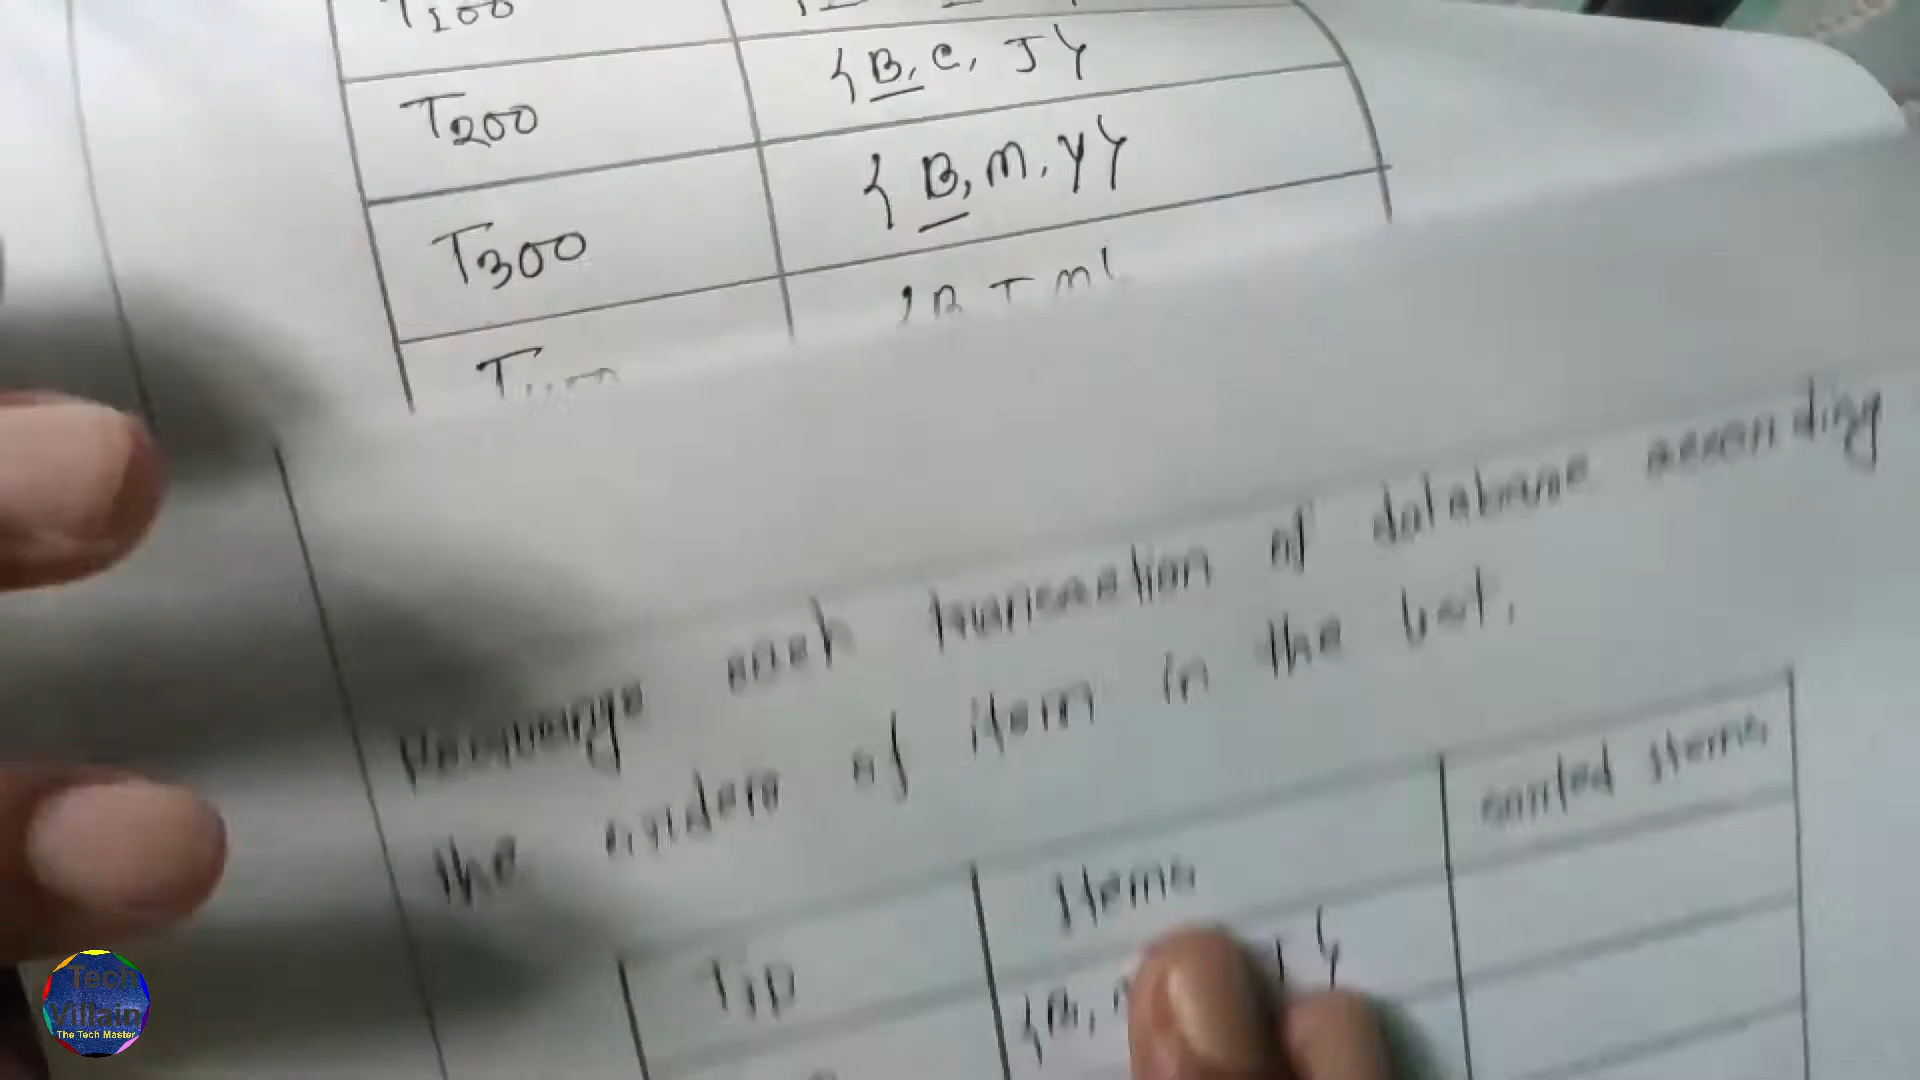 T100
T200 {B, C, J}
T300 {B, M, Y}
each transaction of database according
the orders of item in the list.
TID Items sorted Items
Tech
Villain
The Tech Master